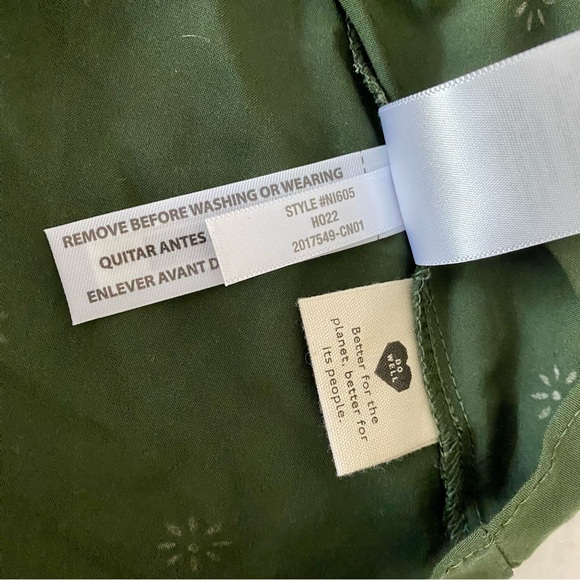 REMOVE BEFORE WASHING OR WEARING
QUITAR ANTES
ENLEVER AVANT D
STYLE #NI605
HO22
2017549-CN01
DO
WELL
Better for the
planet, better for
its people.